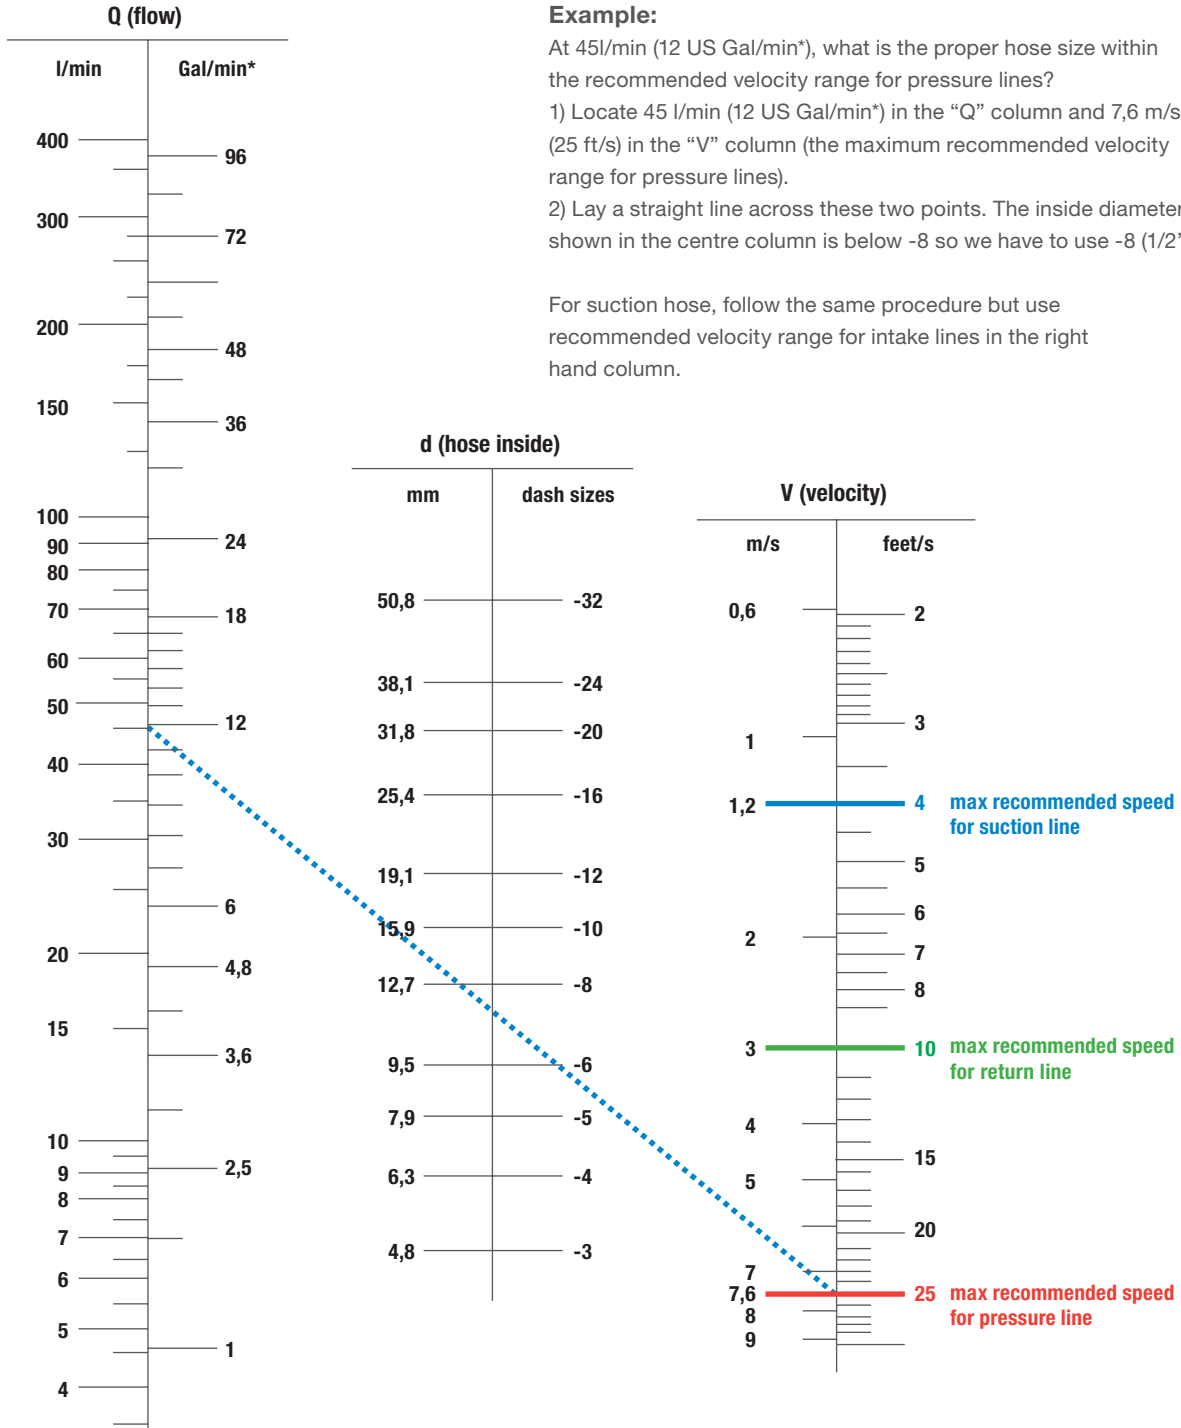 Q (flow)
l/min Gal/min*
400
96
300
72
200
48
150
36
100
24
90
80
70
18
60
50
12
40
30
6
20
4,8
15
3,6
10
2,5
9
8
7
6
5
1
4
Example:
At 45l/min (12 US Gal/min*), what is the proper hose size within
the recommended velocity range for pressure lines?
1) Locate 45 l/min (12 US Gal/min*) in the “Q” column and 7,6 m/s
(25 ft/s) in the “V” column (the maximum recommended velocity
range for pressure lines).
2) Lay a straight line across these two points. The inside diameter
shown in the centre column is below -8 so we have to use -8 (1/2”
For suction hose, follow the same procedure but use
recommended velocity range for intake lines in the right
hand column.
d (hose inside)
mm dash sizes
50,8 -32
38,1 -24
31,8 -20
25,4 -16
19,1 -12
15,9 -10
12,7 -8
9,5 -6
7,9 -5
6,3 -4
4,8 -3
V (velocity)
m/s feet/s
0,6 2
3
1
1,2 4 max recommended speed
for suction line
5
6
2
7
8
3 10 max recommended speed
for return line
4
15
5
20
7
7,6 25 max recommended speed
for pressure line
8
9